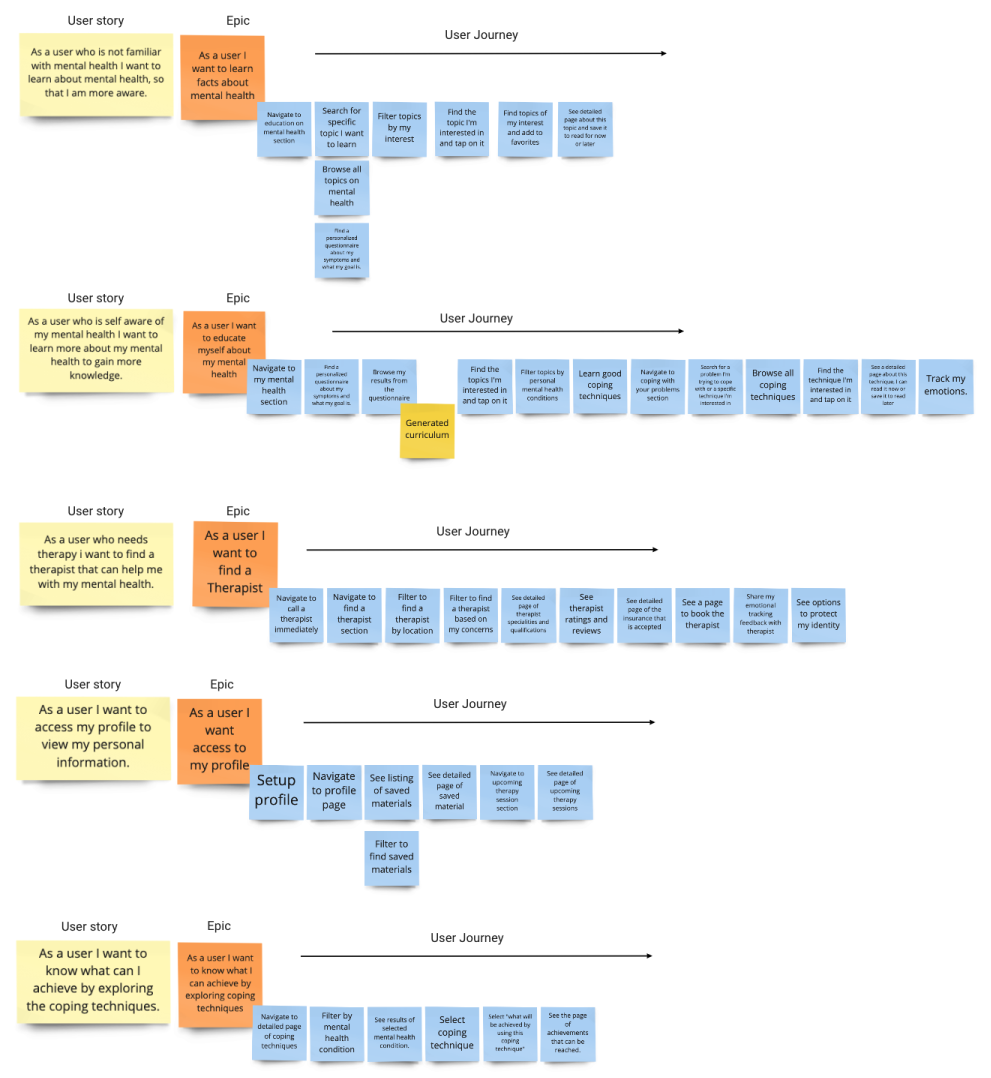 User story
Epic
User Journey
As a user who is not familiar
with mental health I want to
learn about mental health, so
that I am more aware.
As a user I
want to learn
facts about
mental health
Navigate to
education on
mental health
section
Search for
specific
topic I want
to learn
Filter topics
by my
interest
Find the
topic I'm
interested in
and tap on it
Find topics of
my interest
and add to
favorites
See detailed
page about this
topic and save it
to read for now
or later
Browse all
topics on
mental
health
Find a
personalized
questionnaire
about my
symptoms and
what my goal is.
User story
Epic
User Journey
As a user who is self aware of
my mental health I want to
learn more about my mental
health to gain more
knowledge.
As a user I want
to educate
myself about
my mental
health
Navigate to
my mental
health
section
Find a
personalized
questionnaire
about my
symptoms and
what my goal is.
Browse my
results from
the
questionnaire
Generated
curriculum
Find the
topics I'm
interested in
and tap on it
Filter topics by
personal
mental health
conditions
Learn good
coping
techniques
Navigate to
coping with
your problems
section
Search for a
problem I'm
trying to cope
with or a specific
technique I'm
interested in
Browse all
coping
techniques
Find the
technique I'm
interested in
and tap on it
See a detailed
page about this
technique. I can
read it now or
save it to read
later
Track my
emotions.
User story
Epic
User Journey
As a user who needs
therapy i want to find a
therapist that can help me
with my mental health.
As a user I
want to
find a
Therapist
Navigate to
call a
therapist
immediately
Navigate to
find a
therapist
section
Filter to
find a
therapist
by location
Filter to find
a therapist
based on
my concerns
See detailed
page of
therapist
specialities and
qualifications
See
therapist
ratings and
reviews
See detailed
page of the
insurance that
is accepted
See a page
to book the
therapist
Share my
emotional
tracking
feedback with
therapist
See options
to protect
my identity
User story
Epic
User Journey
As a user I want to
access my profile to
view my personal
information.
As a user I
want
access to
my profile
Setup
profile
Navigate
to profile
page
See listing
of saved
materials
See detailed
page of
saved
material
Navigate to
upcoming
therapy
session
section
See detailed
page of
upcoming
therapy
sessions
Filter to
find saved
materials
User story
Epic
User Journey
As a user I want to
know what can I
achieve by exploring
the coping techniques.
As a user I want
to know what I
can achieve by
exploring coping
techniques
Navigate to
detailed page
of coping
techniques
Filter by
mental
health
condition
See results of
selected
mental health
condition.
Select
coping
technique
Select "what will
be achieved by
using this
coping
technique"
See the page
of
achievements
that can be
reached.